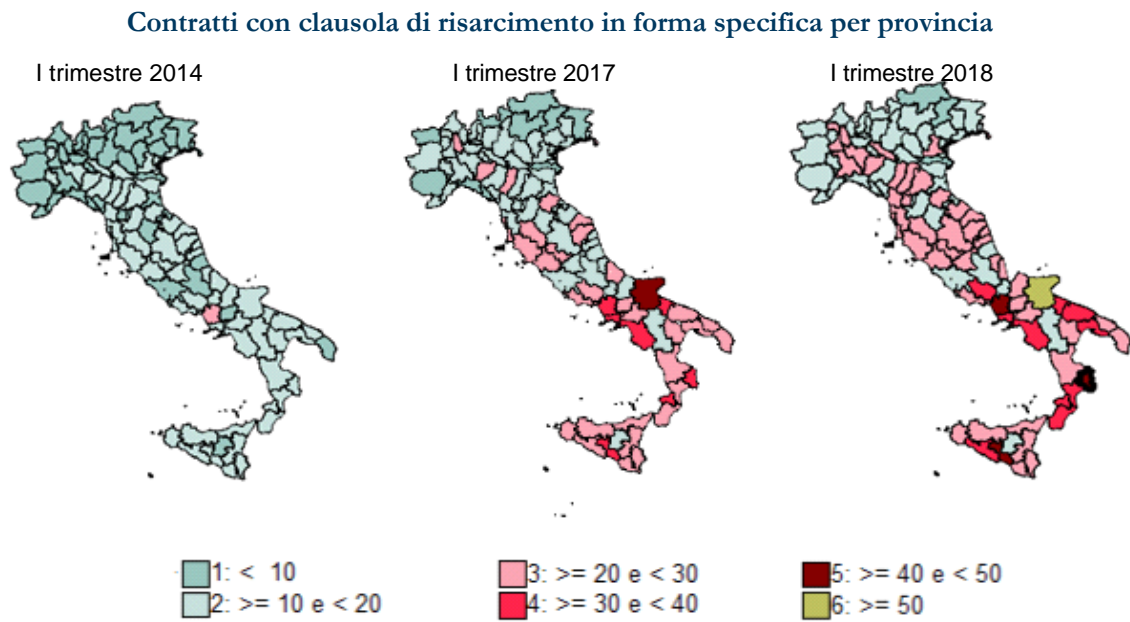 Contratti con clausola di risarcimento in forma specifica per provincia
I trimestre 2014
I trimestre 2017
I trimestre 2018
1: < 10
2: >= 10 e < 20
3: >= 20 e < 30
4: >= 30 e < 40
5: >= 40 e < 50
6: >= 50